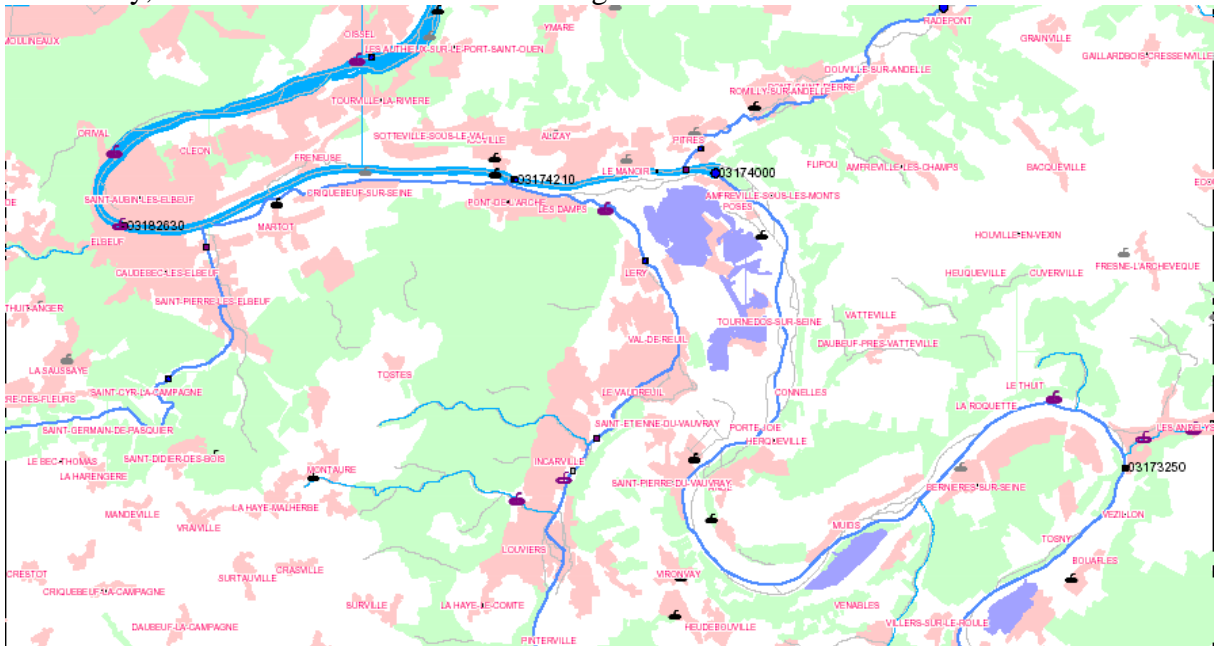 RADEPONT
MOULINEAUX
OISSEL
YMARE
GRAINVILLE
LES AUTHIEUX-SUR-LE-PORT-SAINT-OUEN
GAILLARDBOIS-CRESSENVILLE
DOUVILLE-SUR-ANDELLE
ROMILLY-SUR-ANDELLE
TOURVILLE-LA-RIVIERE
ORIVAL
SOTTEVILLE-SOUS-LE-VAL
ALIZAY
PITRES
CLEON
FRENEUSE
LE MANOIR
FLIPOU
AMFREVILLE-LES-CHAMPS
BACQUEVILLE
03174210
03174000
CRIQUEBEUF-SUR-SEINE
AMFREVILLE-SOUS-LES-MONTS
SAINT-AUBIN-LES-ELBEUF
PONT-DE-L'ARCHE
LES DAMPS
POSES
03182630
MARTOT
ELBEUF
HOUVILLE-EN-VEXIN
CAUDEBEC-LES-ELBEUF
LERY
HEUQUEVILLE
CUVERVILLE
FRESNE-L'ARCHEVEQUE
SAINT-PIERRE-LES-ELBEUF
THUIT-ANGER
TOURNEDOS-SUR-SEINE
VATTEVILLE
VAL-DE-REUIL
DAUBEUF-PRES-VATTEVILLE
LA SAUSSAYE
TOSTES
SAINT-CYR-LA-CAMPAGNE
LE VAUDREUIL
CONNELLES
LE THUIT
RRE-DES-FLEURS
LA ROQUETTE
SAINT-GERMAIN-DE-PASQUIER
SAINT-ETIENNE-DU-VAUVRAY
PORTE-JOIE
LES ANDELYS
HERQUEVILLE
LE BEC-THOMAS
SAINT-DIDIER-DES-BOIS
INCARVILLE
LA HARENGERE
MONTAURE
03173250
SAINT-PIERRE-DU-VAUVRAY
ANDE
BERNIERES-SUR-SEINE
LA HAYE-MALHERBE
MANDEVILLE
VEZILLON
VRAIVILLE
MUIDS
TOSNY
LOUVIERS
BOUAFLES
CRESTOT
CRASVILLE
VIRONVAY
SURTAUVILLE
CRIQUEBEUF-LA-CAMPAGNE
SURVILLE
LA HAYE-LE-COMTE
VENABLES
DAUBEUF-LA-CAMPAGNE
HEUDEBOUVILLE
VILLERS-SUR-LE-ROULE
PINTERVILLE